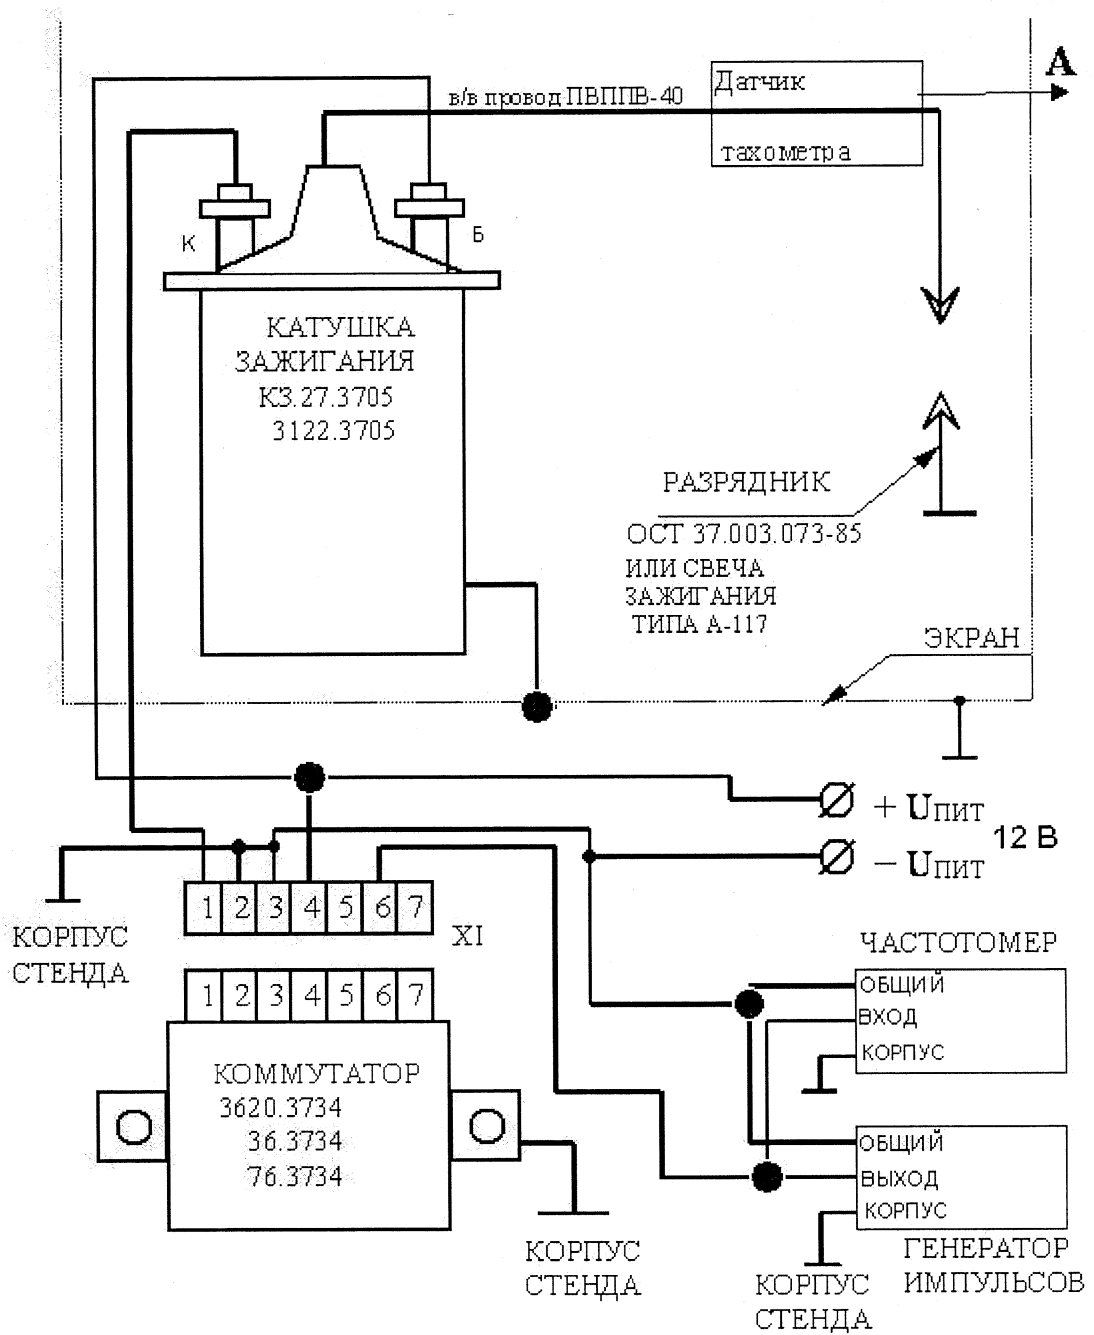 А
в/в провод ПВППВ-40
Датчик
тахометра
К
Б
КАТУШКА
ЗАЖИГАНИЯ
КЗ.27.3705
3122.3705
РАЗРЯДНИК
ОСТ 37.003.073-85
ИЛИ СВЕЧА
ЗАЖИГАНИЯ
ТИПА А-117
ЭКРАН
+ UПИТ
12 В
− UПИТ
1 2 3 4 5 6 7
XI
КОРПУС
СТЕНДА
1 2 3 4 5 6 7
КОММУТАТОР
3620.3734
36.3734
76.3734
КОРПУС
СТЕНДА
ЧАСТОТОМЕР
ОБЩИЙ
ВХОД
КОРПУС
ОБЩИЙ
ВЫХОД
КОРПУС
ГЕНЕРАТОР
ИМПУЛЬСОВ
КОРПУС
СТЕНДА